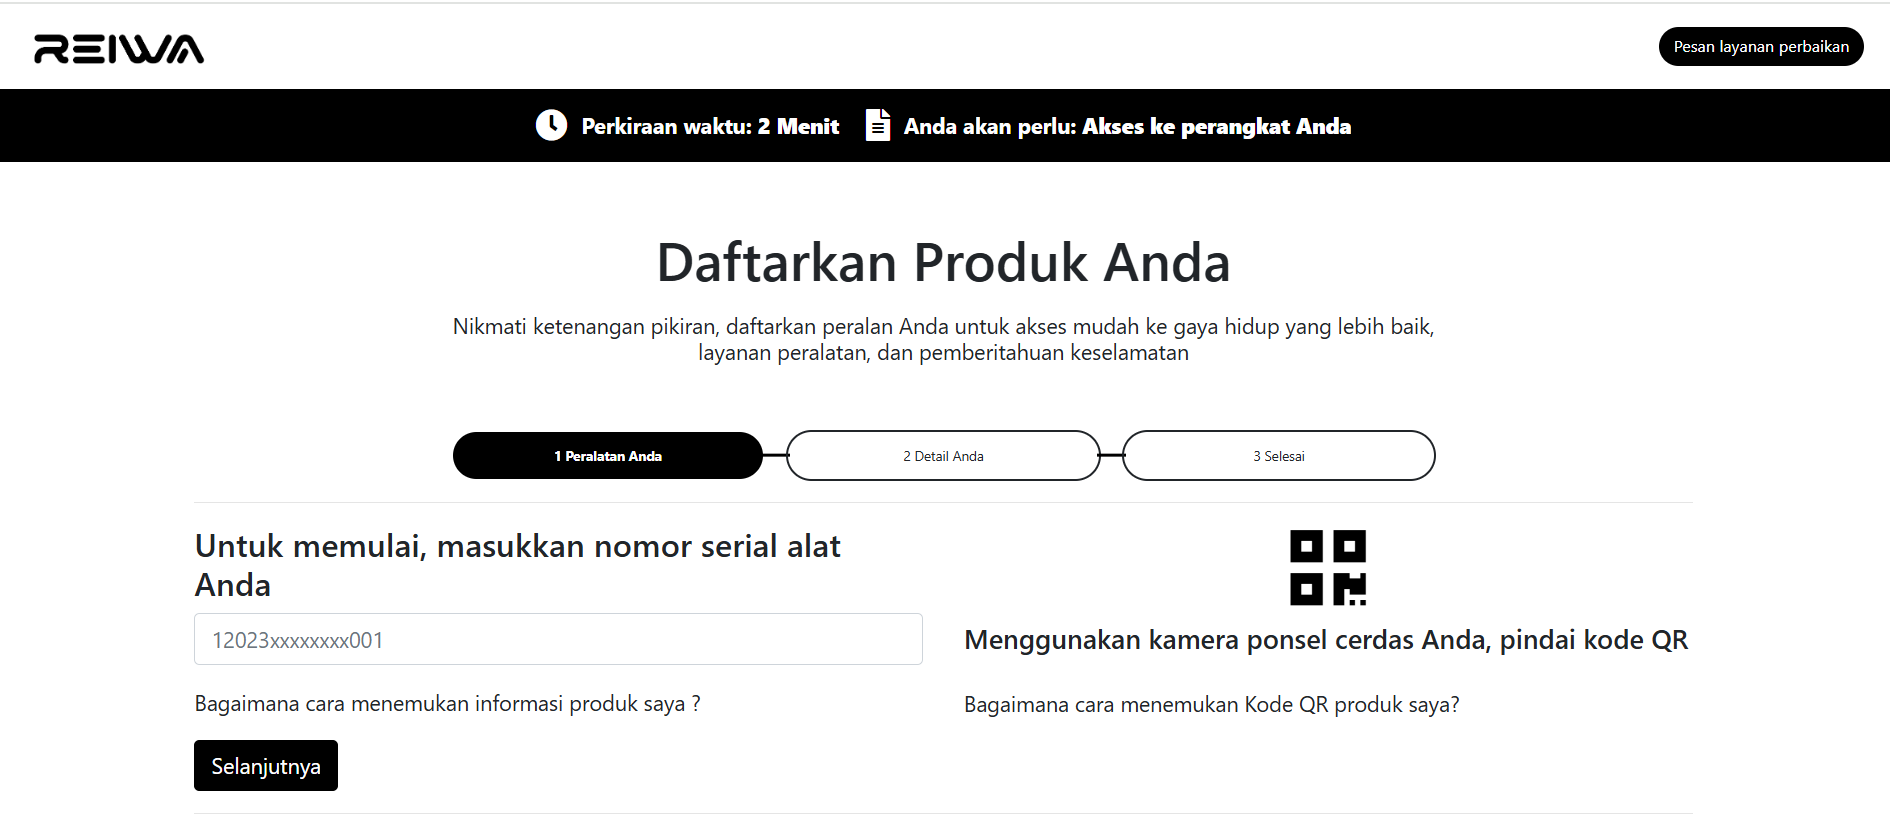 REIWA
Pesan layanan perbaikan
Perkiraan waktu: 2 Menit
Anda akan perlu: Akses ke perangkat Anda
Daftarkan Produk Anda
Nikmati ketenangan pikiran, daftarkan peralan Anda untuk akses mudah ke gaya hidup yang lebih baik,
layanan peralatan, dan pemberitahuan keselamatan
1 Peralatan Anda
2 Detail Anda
3 Selesai
Untuk memulai, masukkan nomor serial alat
Anda
12023xxxxxxxx001
Bagaimana cara menemukan informasi produk saya ?
Selanjutnya
Menggunakan kamera ponsel cerdas Anda, pindai kode QR
Bagaimana cara menemukan Kode QR produk saya?